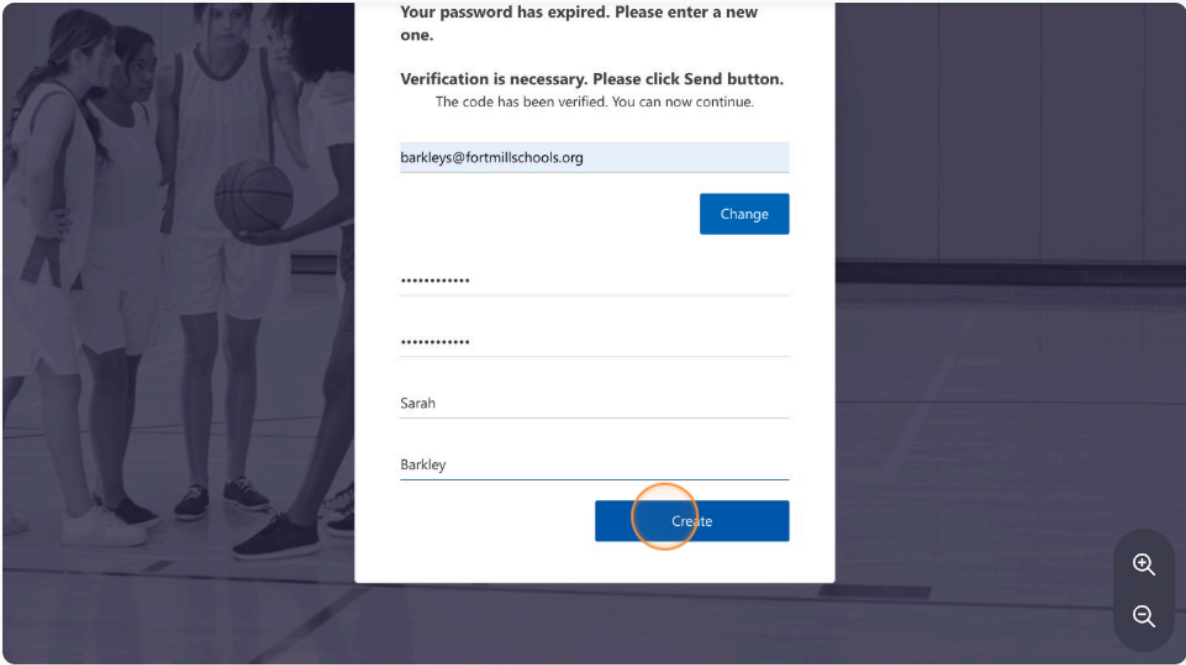 Your password has expired. Please enter a new
one.
Verification is necessary. Please click Send button.
The code has been verified. You can now continue.
barkleys@fortmillschools.org
Change
••••••••••••
••••••••••••
Sarah
Barkley
Create